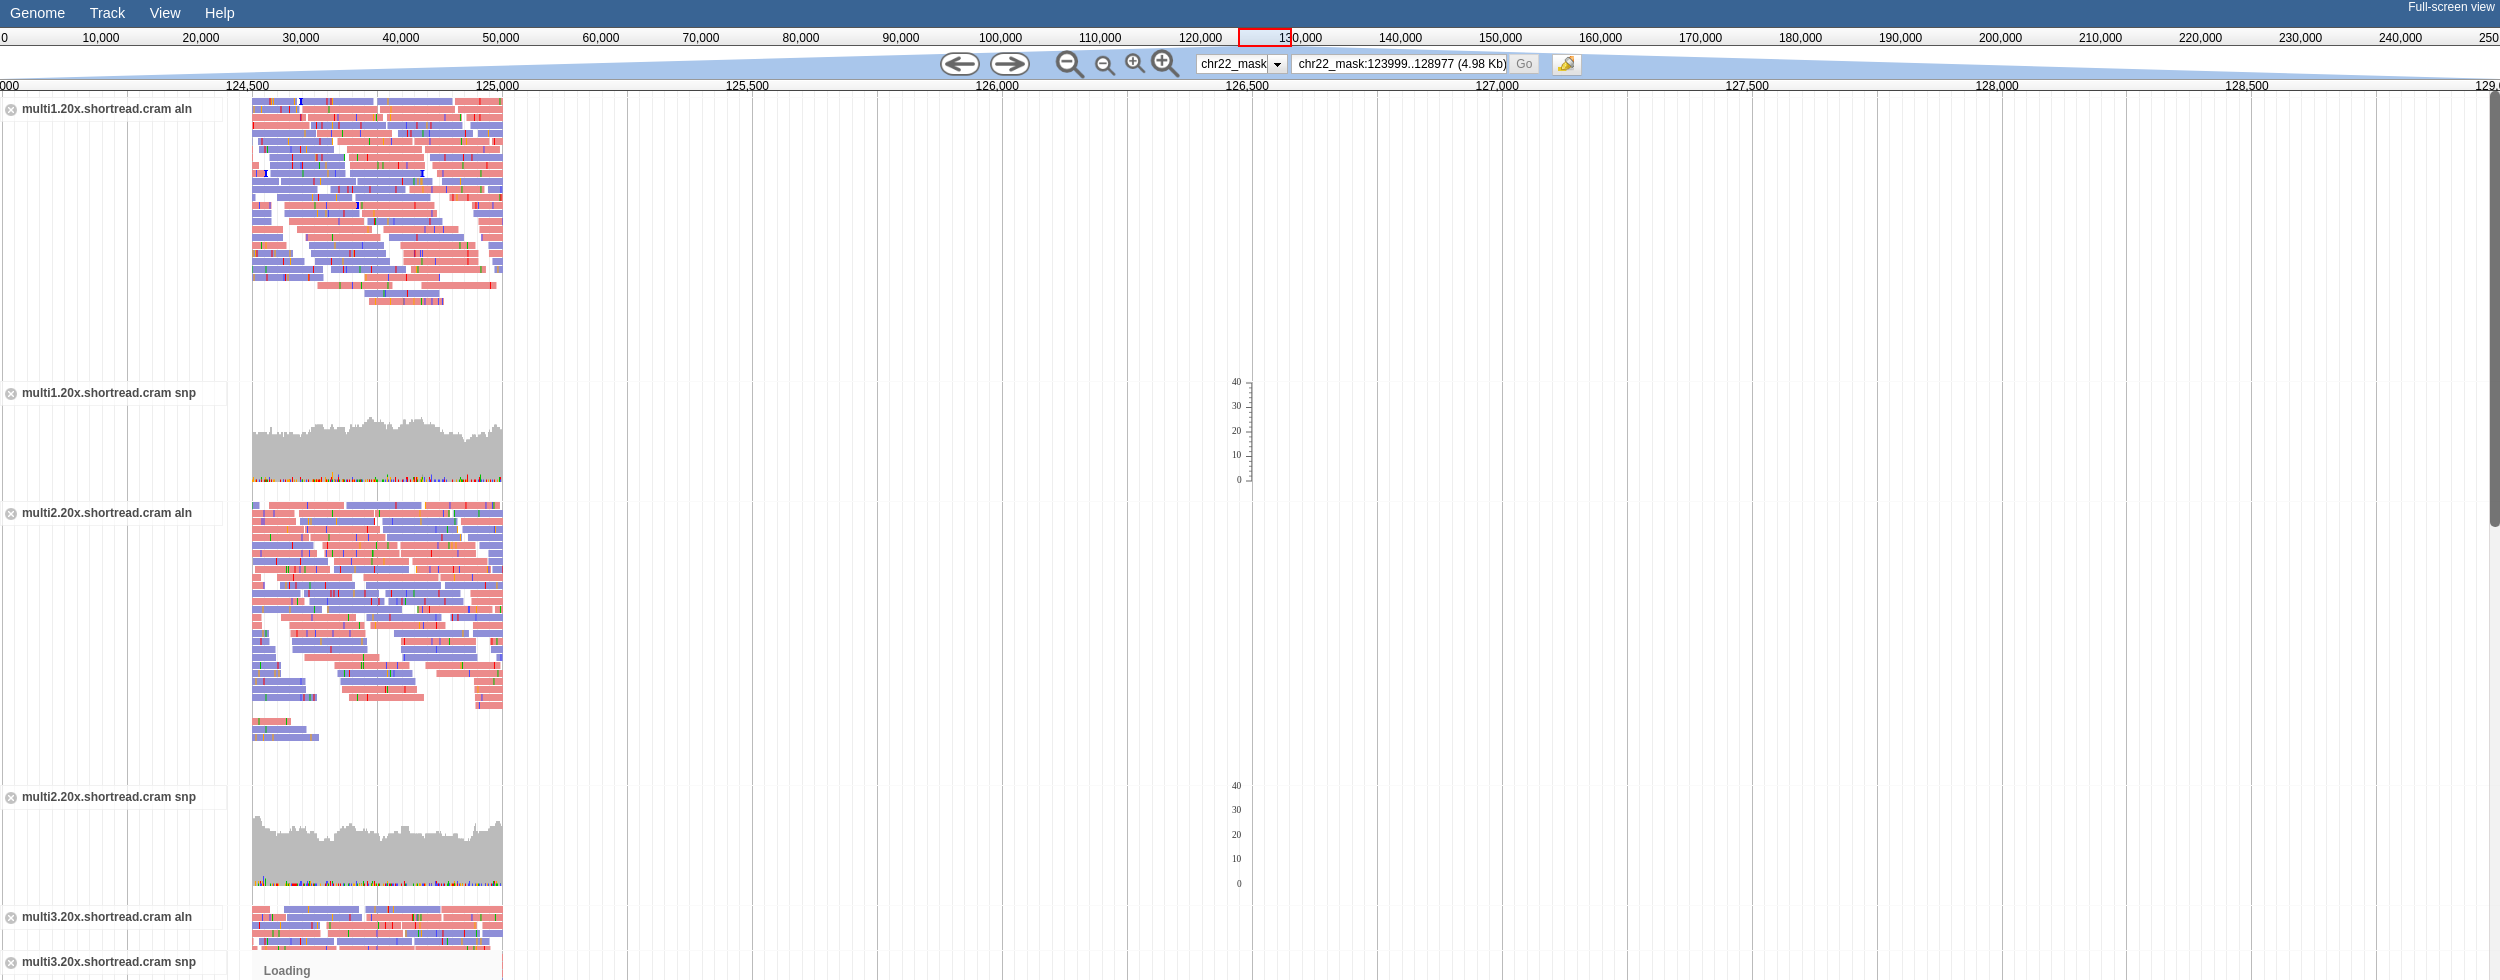 Genome Track View Help Full-screen view
0 10,000 20,000 30,000 40,000 50,000 60,000 70,000 80,000 90,000 100,000 110,000 120,000 130,000 140,000 150,000 160,000 170,000 180,000 190,000 200,000 210,000 220,000 230,000 240,000 250
chr22_mask chr22_mask:123999..128977 (4.98 Kb) Go
000 124,500 125,000 125,500 126,000 126,500 127,000 127,500 128,000 128,500 129,
multi1.20x.shortread.cram aln
multi1.20x.shortread.cram snp
40
30
20
10
0
multi2.20x.shortread.cram aln
multi2.20x.shortread.cram snp
40
30
20
10
0
multi3.20x.shortread.cram aln
multi3.20x.shortread.cram snp
Loading